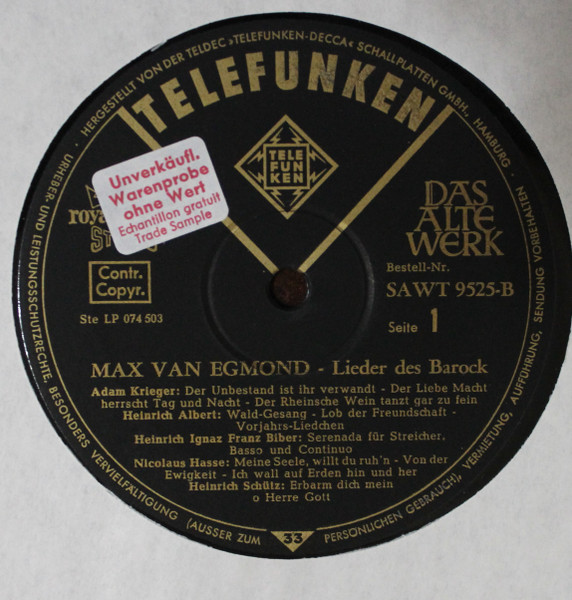 HERGESTELLT VON DER TELDEC »TELEFUNKEN-DECCA« SCHALLPLATTEN GMBH., HAMBURG ·
URHEBER- UND LEISTUNGSSCHUTZRECHTE, BESONDERS VERVIELFÄLTIGUNG (AUSSER ZUM PERSÖNLICHEN GEBRAUCH), VERMIETUNG, AUFFÜHRUNG, SENDUNG VORBEHALTEN ·
TELEFUNKEN
TELE
FUN
KEN
Unverkäufl.
Warenprobe
ohne Wert
Echantillon gratuit
Trade Sample
roya
ST
DAS
ALTE
WERK
Contr.
Copyr.
Bestell-Nr.
SAWT 9525-B
Ste LP 074 503
Seite 1
MAX VAN EGMOND - Lieder des Barock
Adam Krieger: Der Unbestand ist ihr verwandt - Der Liebe Macht
herrscht Tag und Nacht - Der Rheinsche Wein tanzt gar zu fein
Heinrich Albert: Wald-Gesang - Lob der Freundschaft -
Vorjahrs-Liedchen
Heinrich Ignaz Franz Biber: Serenada für Streicher,
Basso und Continuo
Nicolaus Hasse: Meine Seele, willt du ruh'n - Von der
Ewigkeit - Ich wall auf Erden hin und her
Heinrich Schütz: Erbarm dich mein
o Herre Gott
33